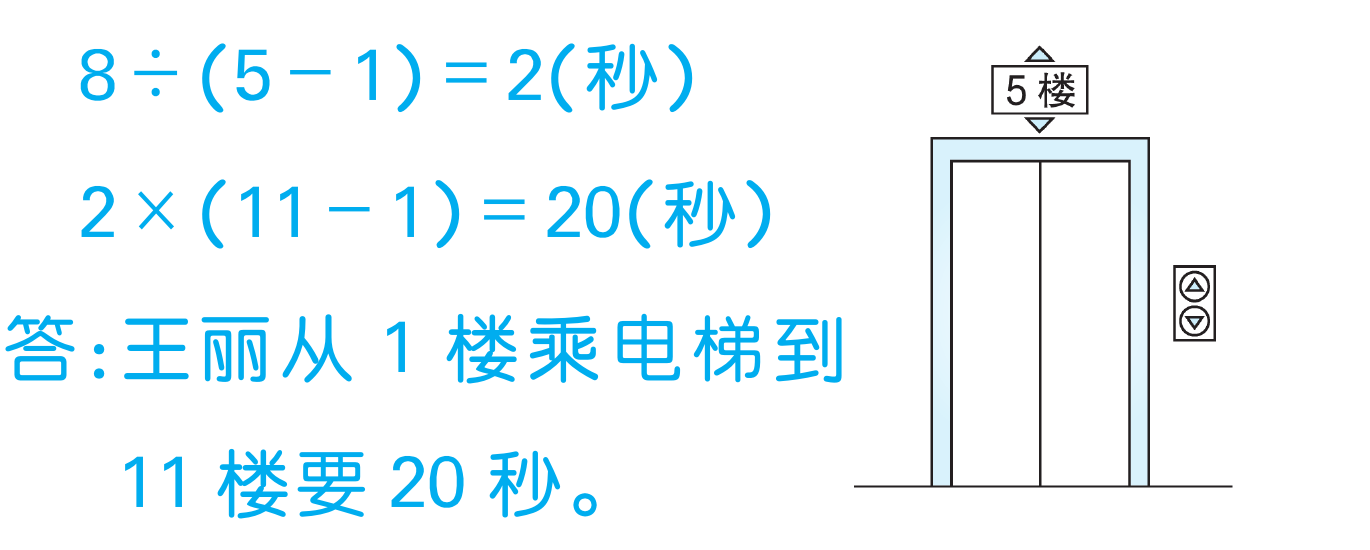 8÷(5-1)=2(秒)
5 楼
2×(11-1)=20(秒)
答:王丽从 1 楼乘电梯到
11 楼要 20 秒。